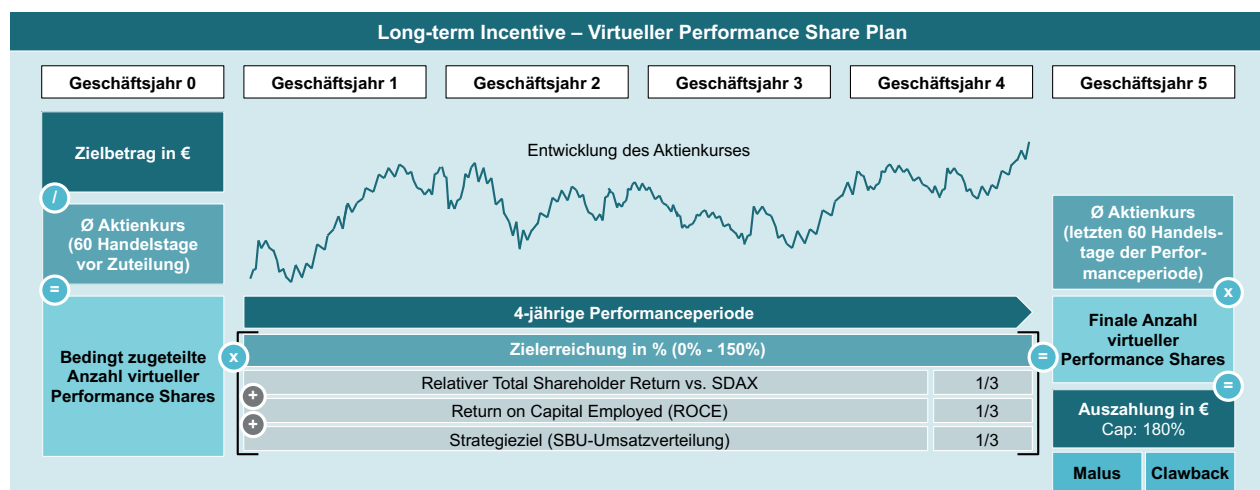 Long-term Incentive – Virtueller Performance Share Plan
Geschäftsjahr 0
Geschäftsjahr 1
Geschäftsjahr 2
Geschäftsjahr 3
Geschäftsjahr 4
Geschäftsjahr 5
Zielbetrag in €
/
Ø Aktienkurs
(60 Handelstage
vor Zuteilung)
=
Bedingt zugeteilte
Anzahl virtueller
Performance Shares
x
Entwicklung des Aktienkurses
4-jährige Performanceperiode
Zielerreichung in % (0% - 150%)
Relativer Total Shareholder Return vs. SDAX 1/3
+
Return on Capital Employed (ROCE) 1/3
+
Strategieziel (SBU-Umsatzverteilung) 1/3
=
Ø Aktienkurs
(letzten 60 Handels-
tage der Perfor-
manceperiode)
x
Finale Anzahl
virtueller
Performance Shares
=
Auszahlung in €
Cap: 180%
Malus
Clawback